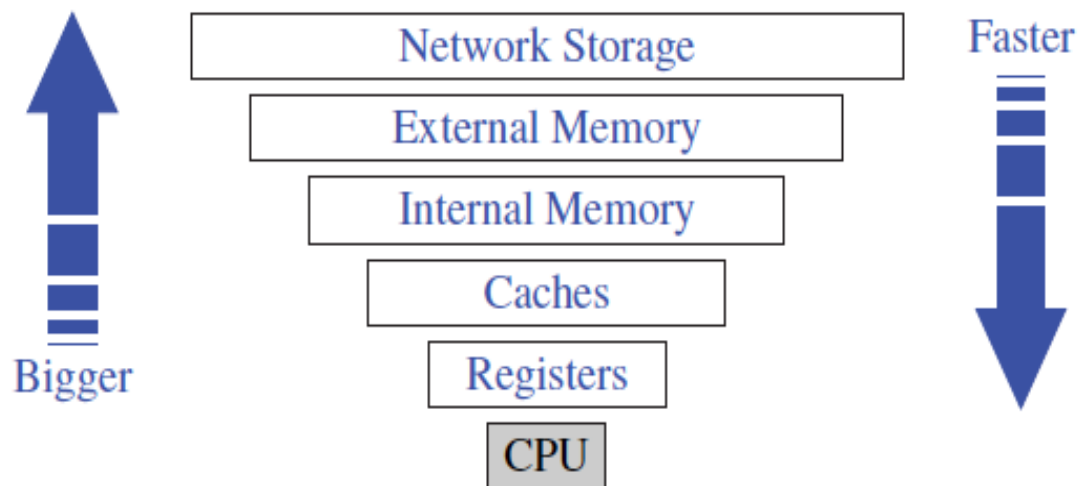 Network Storage
Faster
External Memory
Internal Memory
Caches
Bigger
Registers
CPU